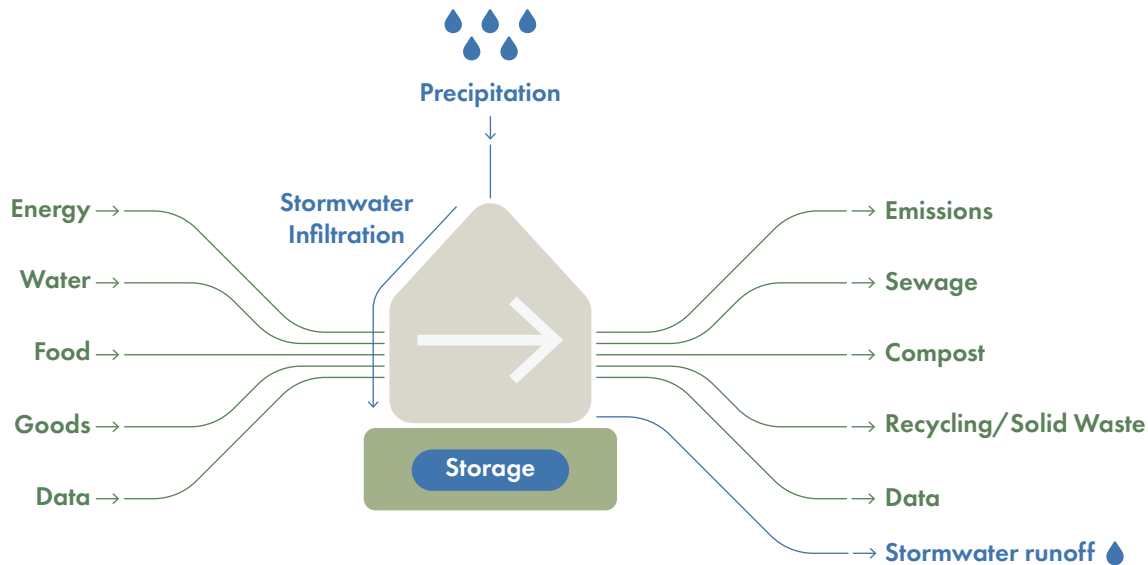 Precipitation
Stormwater
Infiltration
Energy
Water
Food
Goods
Data
Storage
Emissions
Sewage
Compost
Recycling/Solid Waste
Data
Stormwater runoff